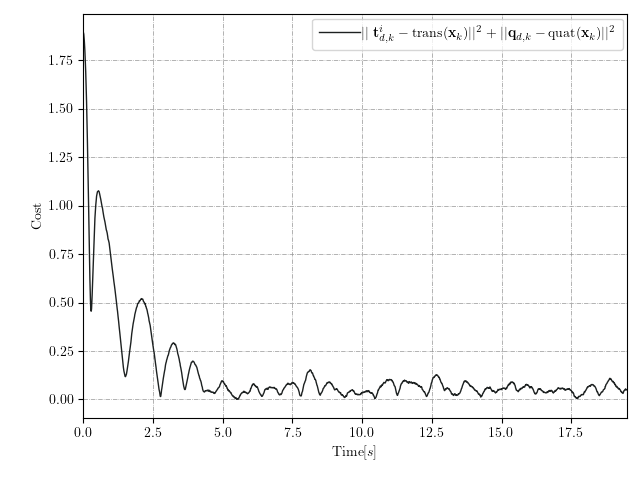 || t^i_{d,k} − trans(x_k)||^2 + ||q_{d,k} − quat(x_k)||^2
1.75
1.50
1.25
1.00
0.75
0.50
0.25
0.00
Cost
0.0 2.5 5.0 7.5 10.0 12.5 15.0 17.5
Time[s]